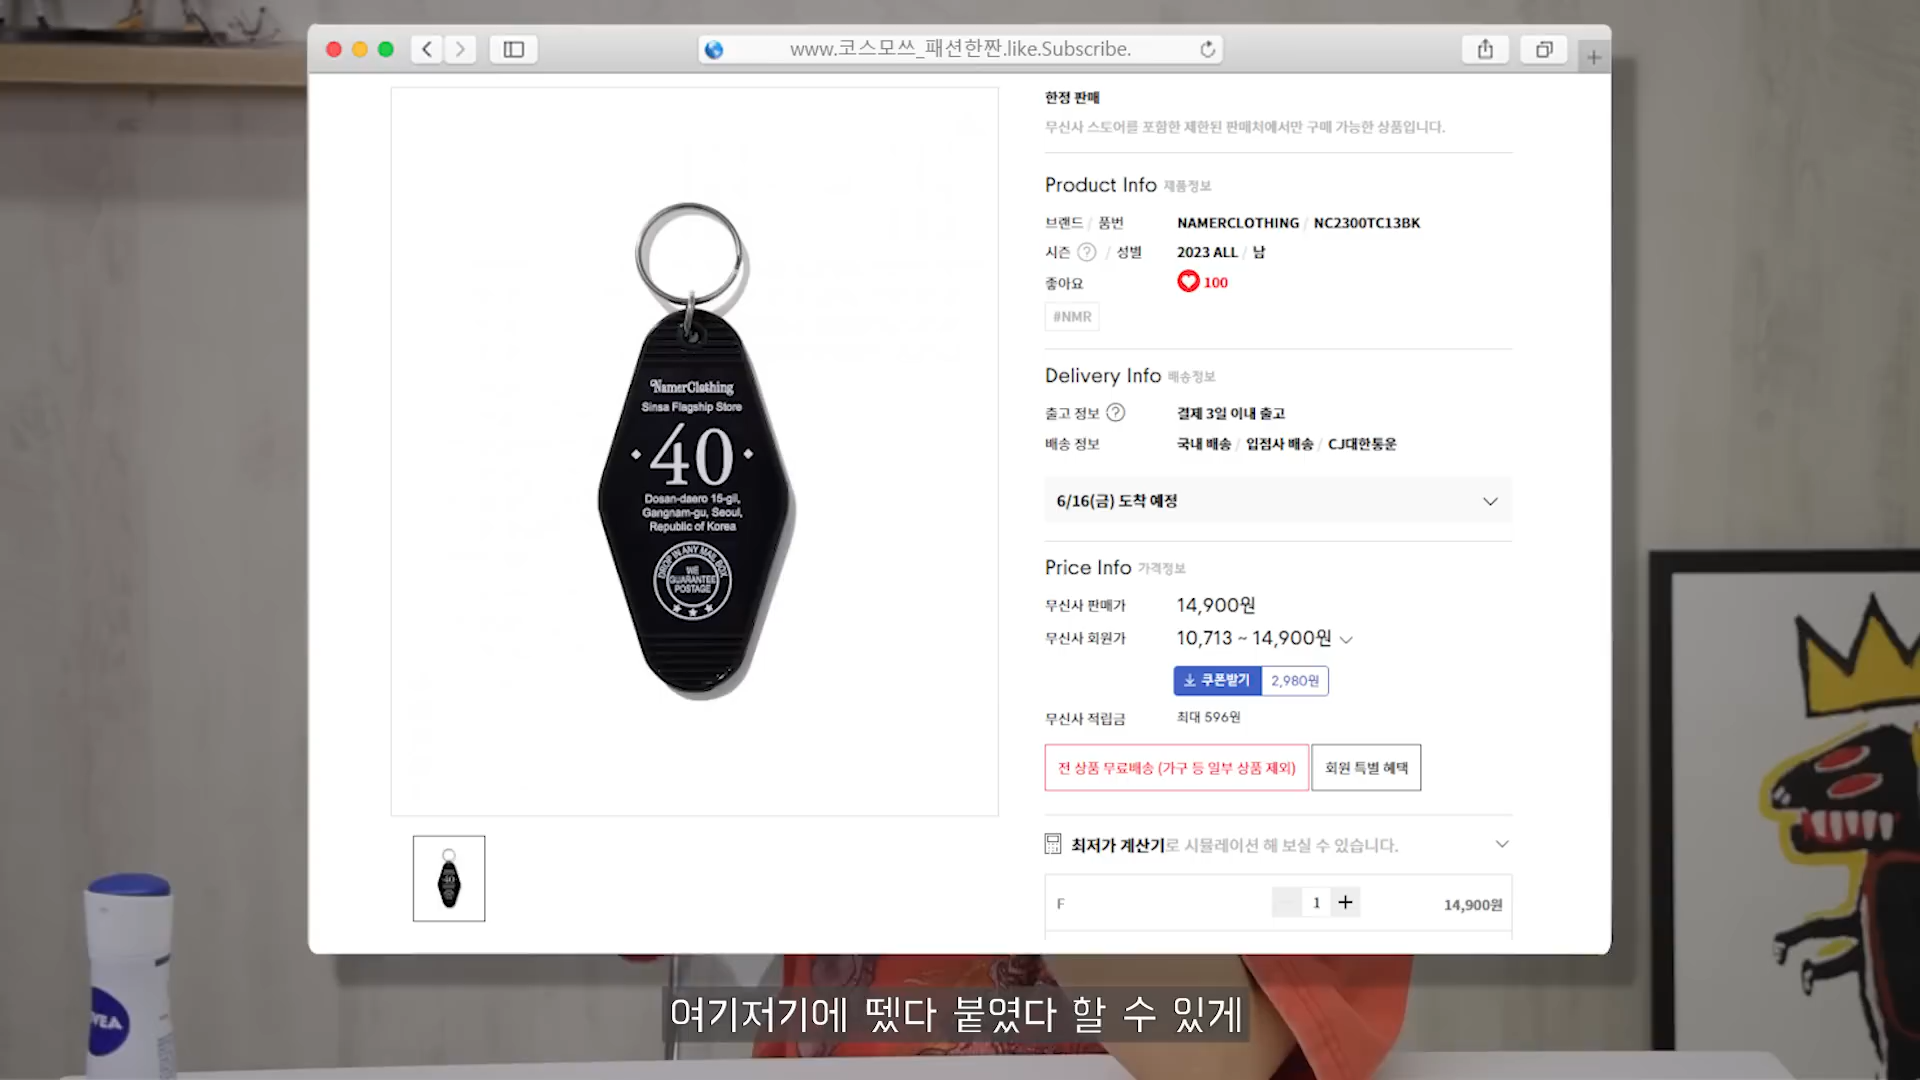 www.코스모쓰_패션한짠.like.Subscribe.
NamerClothing
Sinsa Flagship Store
40
Dosan-daero 15-gil,
Gangnam-gu, Seoul,
Republic of Korea
DROP IN ANY MAIL BOX
WE
GUARANTEE
POSTAGE
한정 판매
무신사 스토어를 포함한 제한된 판매처에서만 구매 가능한 상품입니다.
Product Info 제품정보
브랜드 / 품번 NAMERCLOTHING / NC2300TC13BK
시즌 ? / 성별 2023 ALL / 남
좋아요 100
#NMR
Delivery Info 배송정보
출고 정보 ? 결제 3일 이내 출고
배송 정보 국내 배송 / 입점사 배송 / CJ대한통운
6/16(금) 도착 예정
Price Info 가격정보
무신사 판매가 14,900원
무신사 회원가 10,713 ~ 14,900원
쿠폰받기 2,980원
무신사 적립금 최대 596원
전 상품 무료배송 (가구 등 일부 상품 제외) 회원 특별 혜택
최저가 계산기로 시뮬레이션 해 보실 수 있습니다.
F 1 + 14,900원
40
여기저기에 뗐다 붙였다 할 수 있게